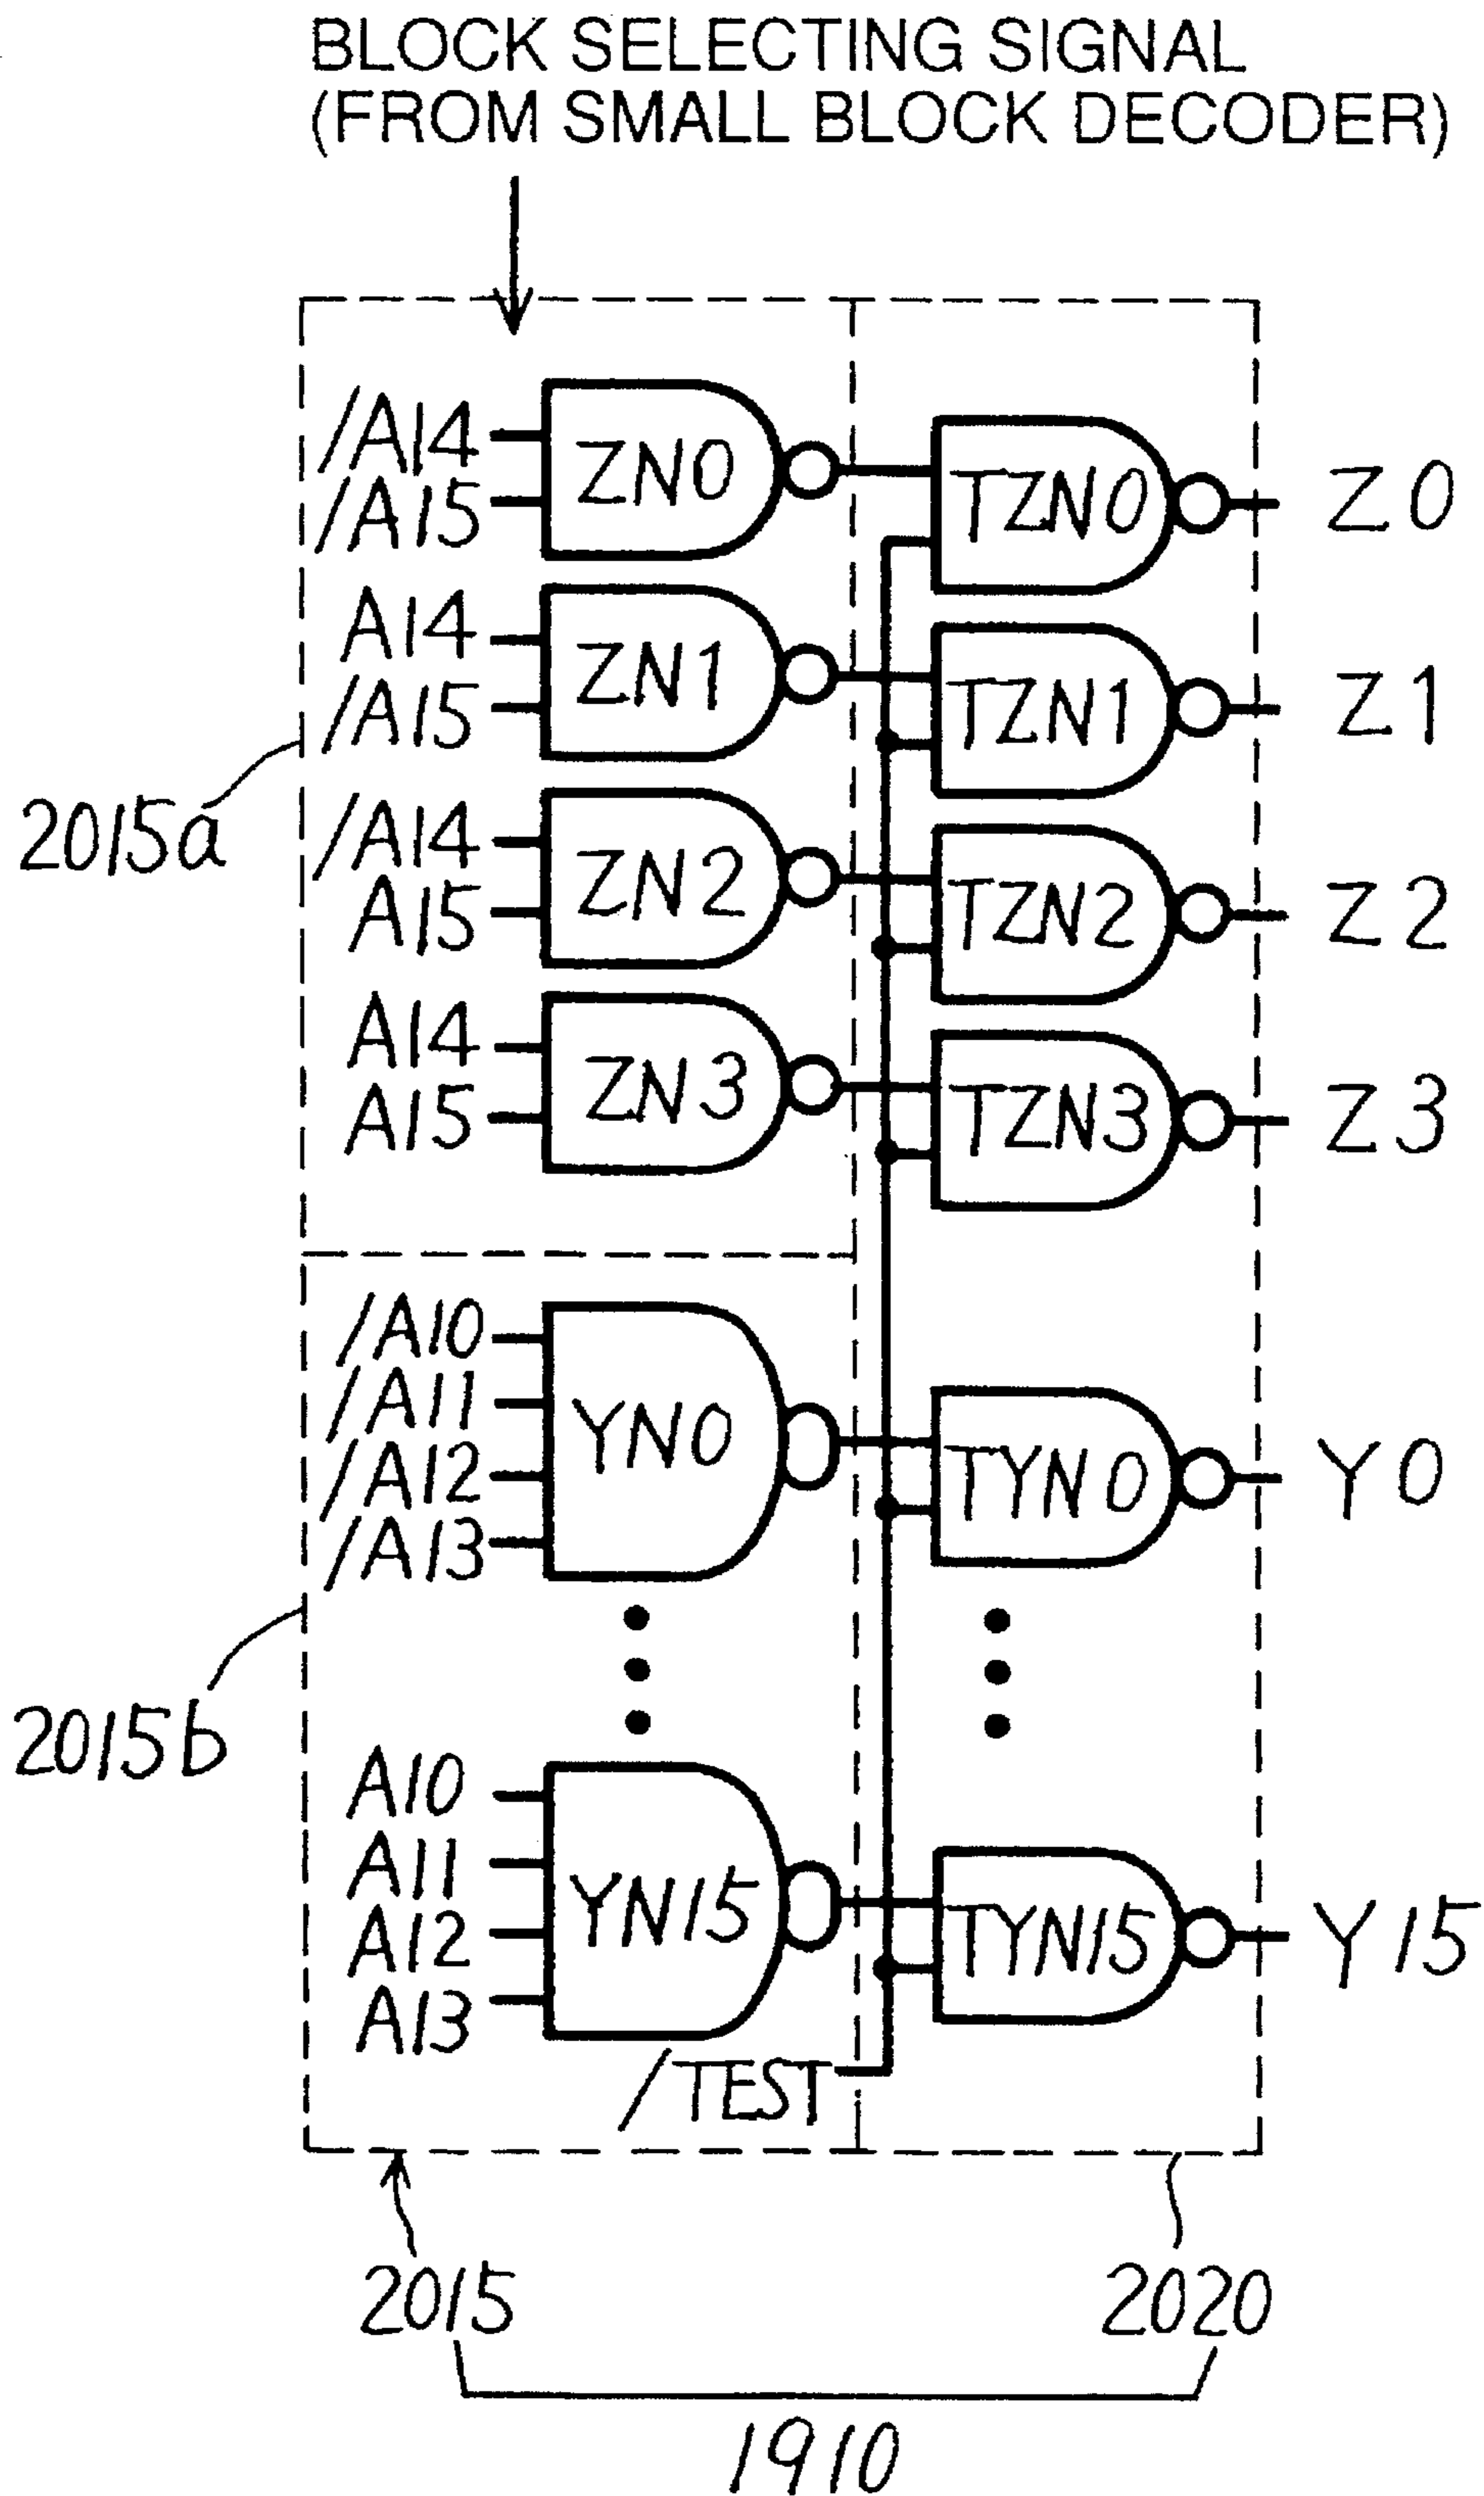 BLOCK SELECTING SIGNAL
(FROM SMALL BLOCK DECODER)
/A14
/A15
ZN0
TZN0
Z0
A14
/A15
ZN1
TZN1
Z1
2015a
/A14
A15
ZN2
TZN2
Z2
A14
A15
ZN3
TZN3
Z3
/A10
/A11
/A12
/A13
YN0
TYN0
Y0
2015b
A10
A11
A12
A13
YN15
TYN15
Y15
/TEST
2015
2020
1910